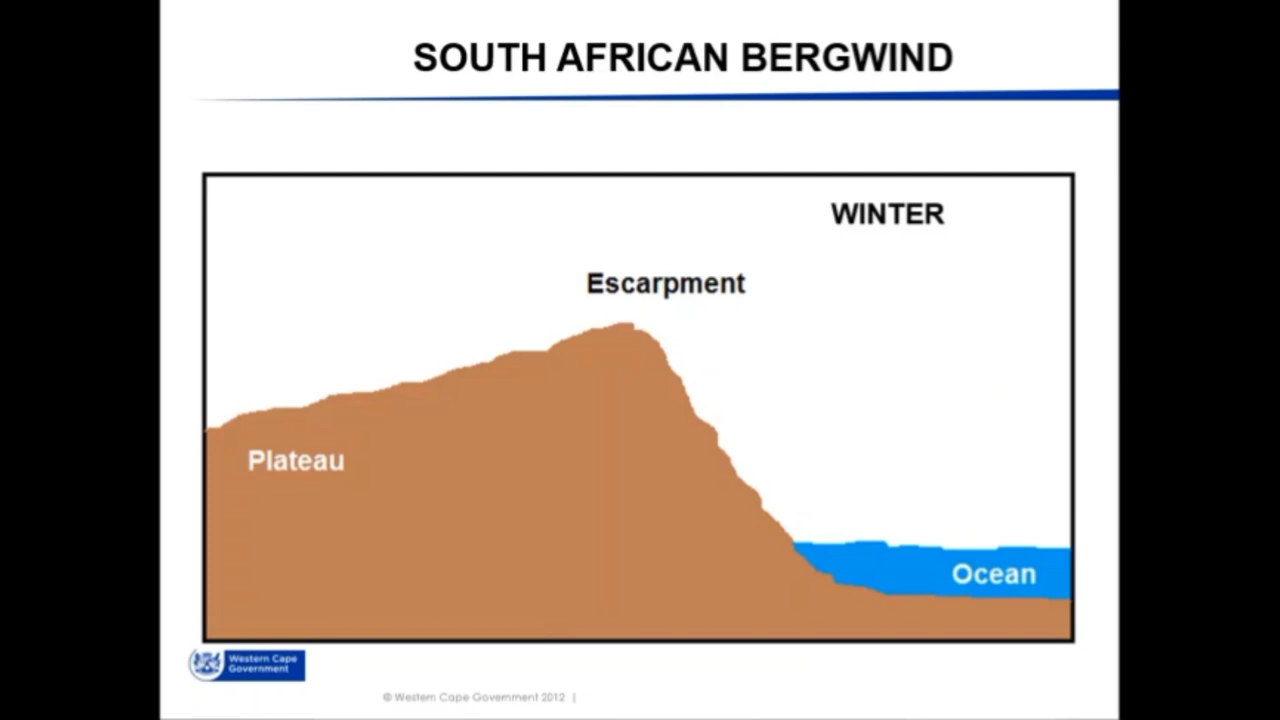 SOUTH AFRICAN BERGWIND
WINTER
Escarpment
Plateau
Ocean
Western Cape
Government
© Western Cape Government 2012 |